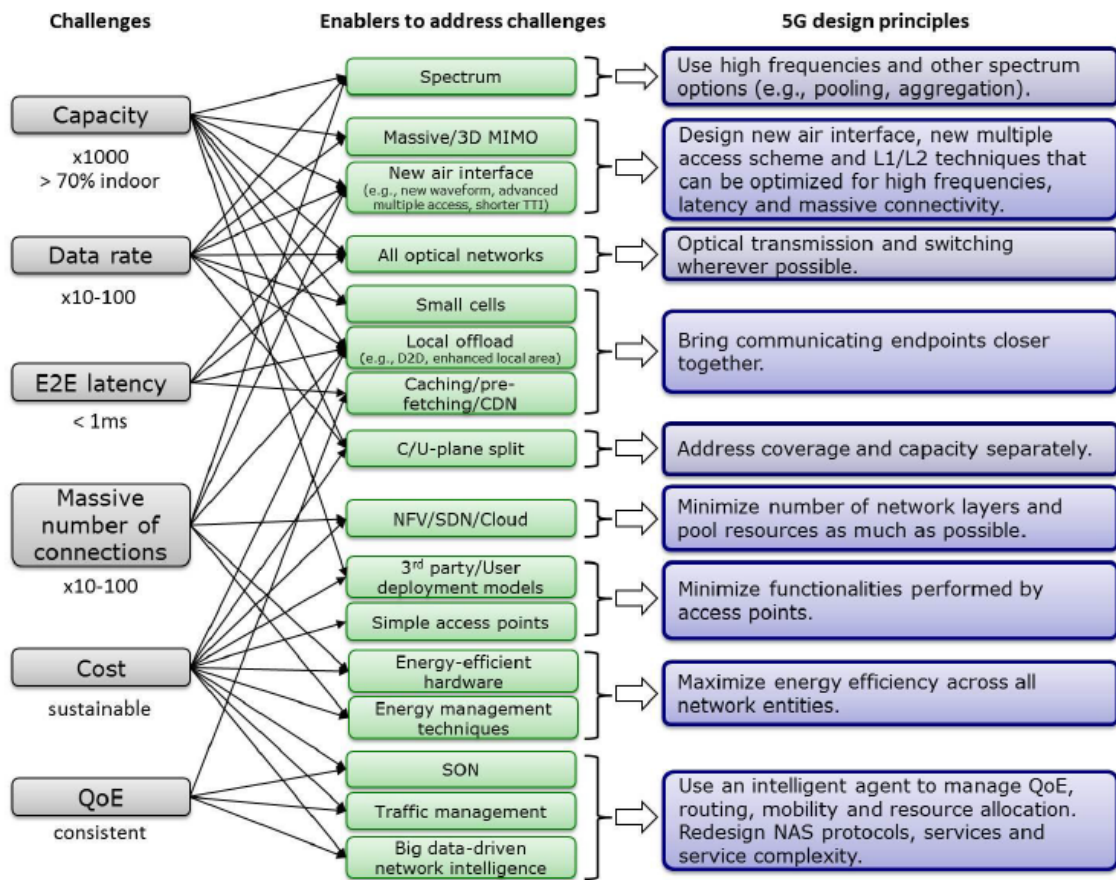 Challenges
Enablers to address challenges
5G design principles
Capacity
x1000
> 70% indoor
Data rate
x10-100
E2E latency
< 1ms
Massive
number of
connections
x10-100
Cost
sustainable
QoE
consistent
Spectrum
Massive/3D MIMO
New air interface
(e.g., new waveform, advanced
multiple access, shorter TTI)
All optical networks
Small cells
Local offload
(e.g., D2D, enhanced local area)
Caching/pre-
fetching/CDN
C/U-plane split
NFV/SDN/Cloud
3rd party/User
deployment models
Simple access points
Energy-efficient
hardware
Energy management
techniques
SON
Traffic management
Big data-driven
network intelligence
Use high frequencies and other spectrum
options (e.g., pooling, aggregation).
Design new air interface, new multiple
access scheme and L1/L2 techniques that
can be optimized for high frequencies,
latency and massive connectivity.
Optical transmission and switching
wherever possible.
Bring communicating endpoints closer
together.
Address coverage and capacity separately.
Minimize number of network layers and
pool resources as much as possible.
Minimize functionalities performed by
access points.
Maximize energy efficiency across all
network entities.
Use an intelligent agent to manage QoE,
routing, mobility and resource allocation.
Redesign NAS protocols, services and
service complexity.